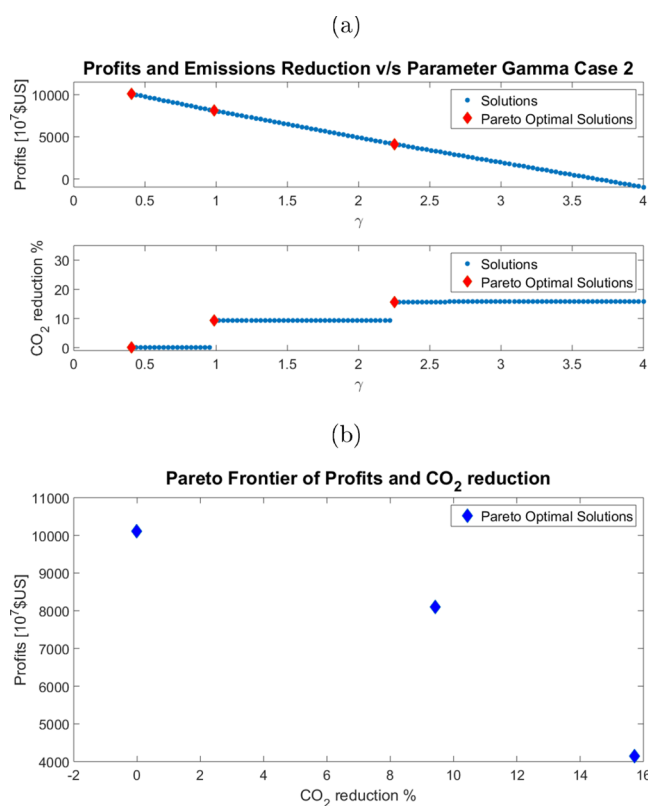 (a)
Profits and Emissions Reduction v/s Parameter Gamma Case 2
Profits [10^7$US]
10000
5000
0
Solutions
Pareto Optimal Solutions
0 0.5 1 1.5 2 2.5 3 3.5 4
γ
CO2 reduction %
30
20
10
0
Solutions
Pareto Optimal Solutions
0 0.5 1 1.5 2 2.5 3 3.5 4
γ
(b)
Pareto Frontier of Profits and CO2 reduction
Profits [10^7$US]
11000
10000
9000
8000
7000
6000
5000
4000
Pareto Optimal Solutions
-2 0 2 4 6 8 10 12 14 16
CO2 reduction %